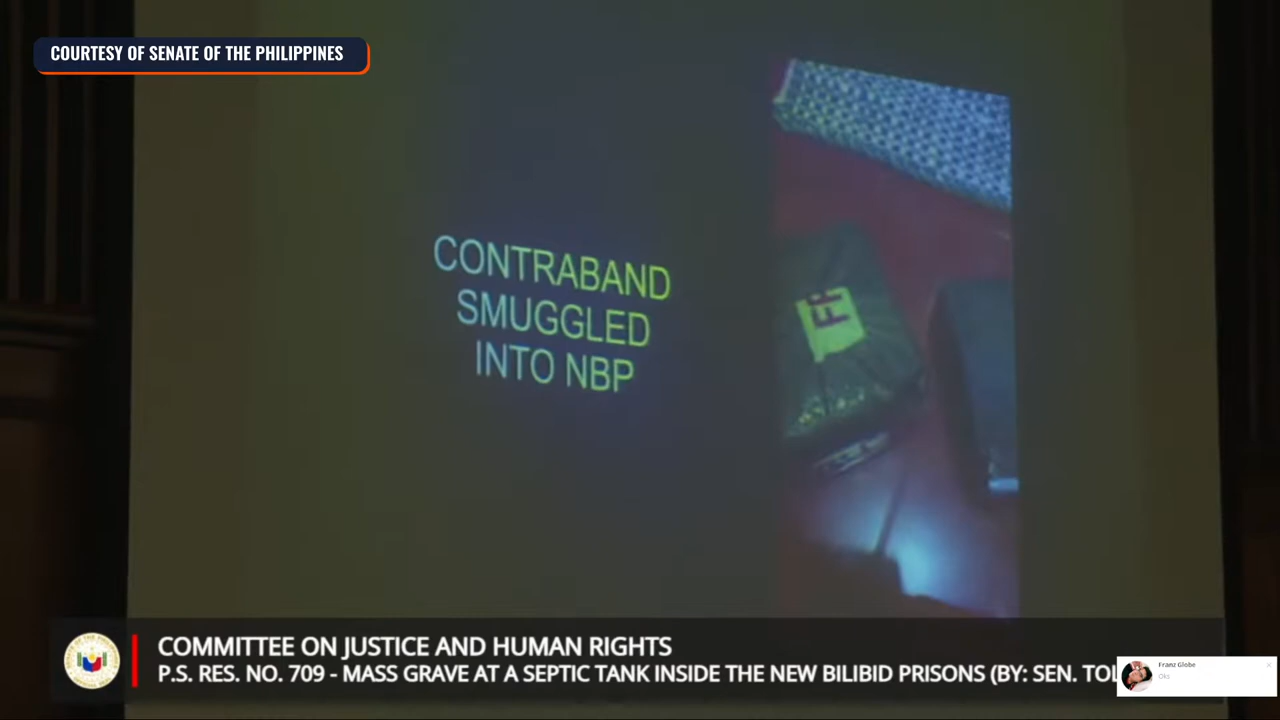 COURTESY OF SENATE OF THE PHILIPPINES
CONTRABAND
SMUGGLED
INTO NBP
COMMITTEE ON JUSTICE AND HUMAN RIGHTS
P.S. RES. NO. 709 - MASS GRAVE AT A SEPTIC TANK INSIDE THE NEW BILIBID PRISONS (BY: SEN. TOL
Franz Globe
Oks